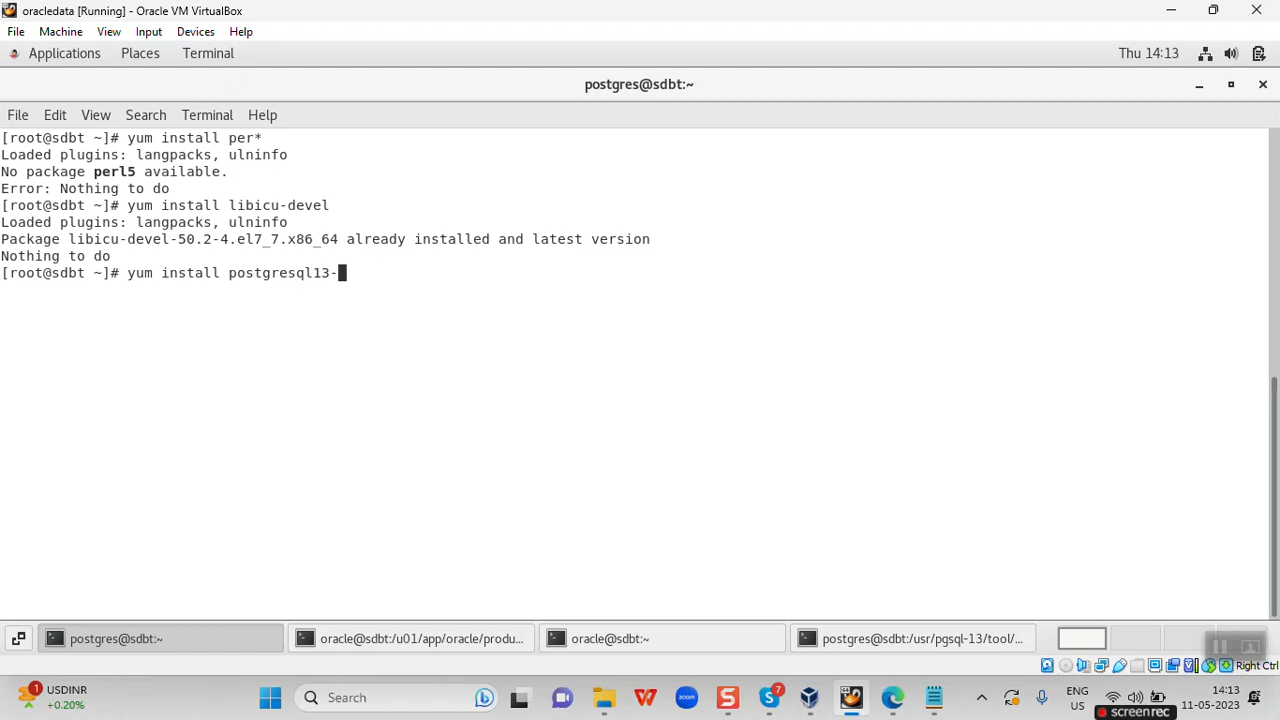 oracledata [Running] - Oracle VM VirtualBox
File Machine View Input Devices Help
Applications Places Terminal Thu 14:13
postgres@sdbt:~
File Edit View Search Terminal Help
[root@sdbt ~]# yum install per*
Loaded plugins: langpacks, ulninfo
No package perl5 available.
Error: Nothing to do
[root@sdbt ~]# yum install libicu-devel
Loaded plugins: langpacks, ulninfo
Package libicu-devel-50.2-4.el7_7.x86_64 already installed and latest version
Nothing to do
[root@sdbt ~]# yum install postgresql13-
postgres@sdbt:~ oracle@sdbt:/u01/app/oracle/produ... oracle@sdbt:~ postgres@sdbt:/usr/pgsql-13/tool/...
Right Ctrl
1 USDINR
+0.20%
Search
zoom
7
ENG
US
14:13
11-05-2023
screenrec